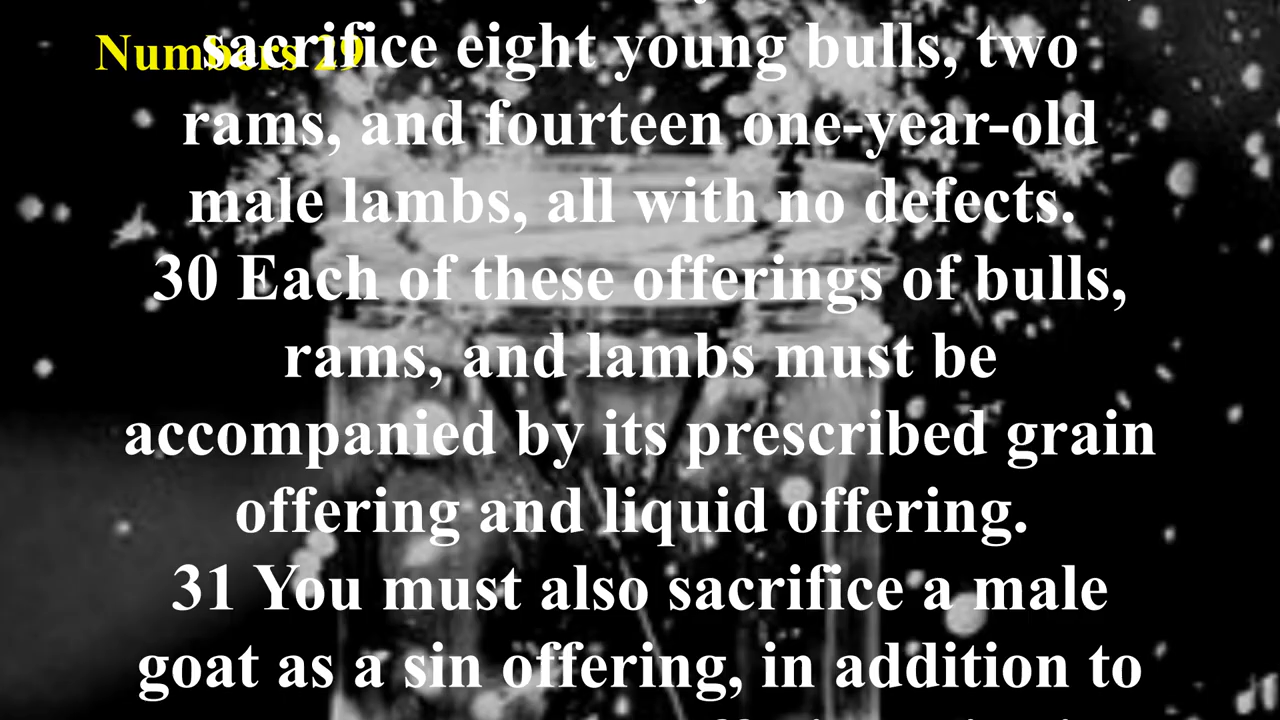 Numbers 29
sacrifice eight young bulls, two
rams, and fourteen one-year-old
male lambs, all with no defects.
30 Each of these offerings of bulls,
rams, and lambs must be
accompanied by its prescribed grain
offering and liquid offering.
31 You must also sacrifice a male
goat as a sin offering, in addition to